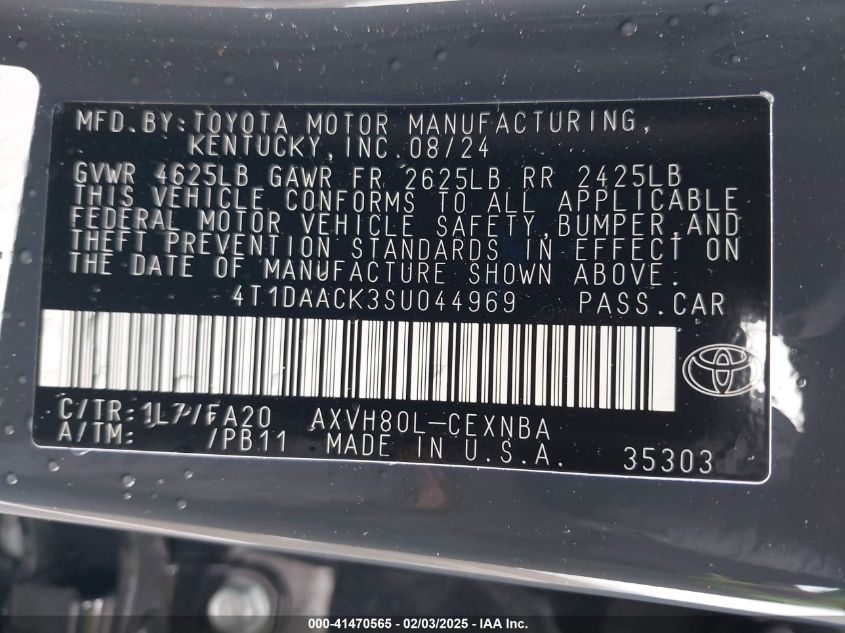 MFD.BY:TOYOTA MOTOR MANUFACTURING,
KENTUCKY,INC 08/24
GVWR 4625LB GAWR FR 2625LB RR 2425LB
THIS VEHICLE CONFORMS TO ALL APPLICABLE
FEDERAL MOTOR VEHICLE SAFETY,BUMPER,AND
THEFT PREVENTION STANDARDS IN EFFECT ON
THE DATE OF MANUFACTURE SHOWN ABOVE.
4T1DAACK3SU044969 PASS.CAR
C/TR:1L7/FA20 AXVH80L-CEXNBA
A/TM: /PB11 MADE IN U.S.A. 35303
000-41470565 - 02/03/2025 - IAA Inc.